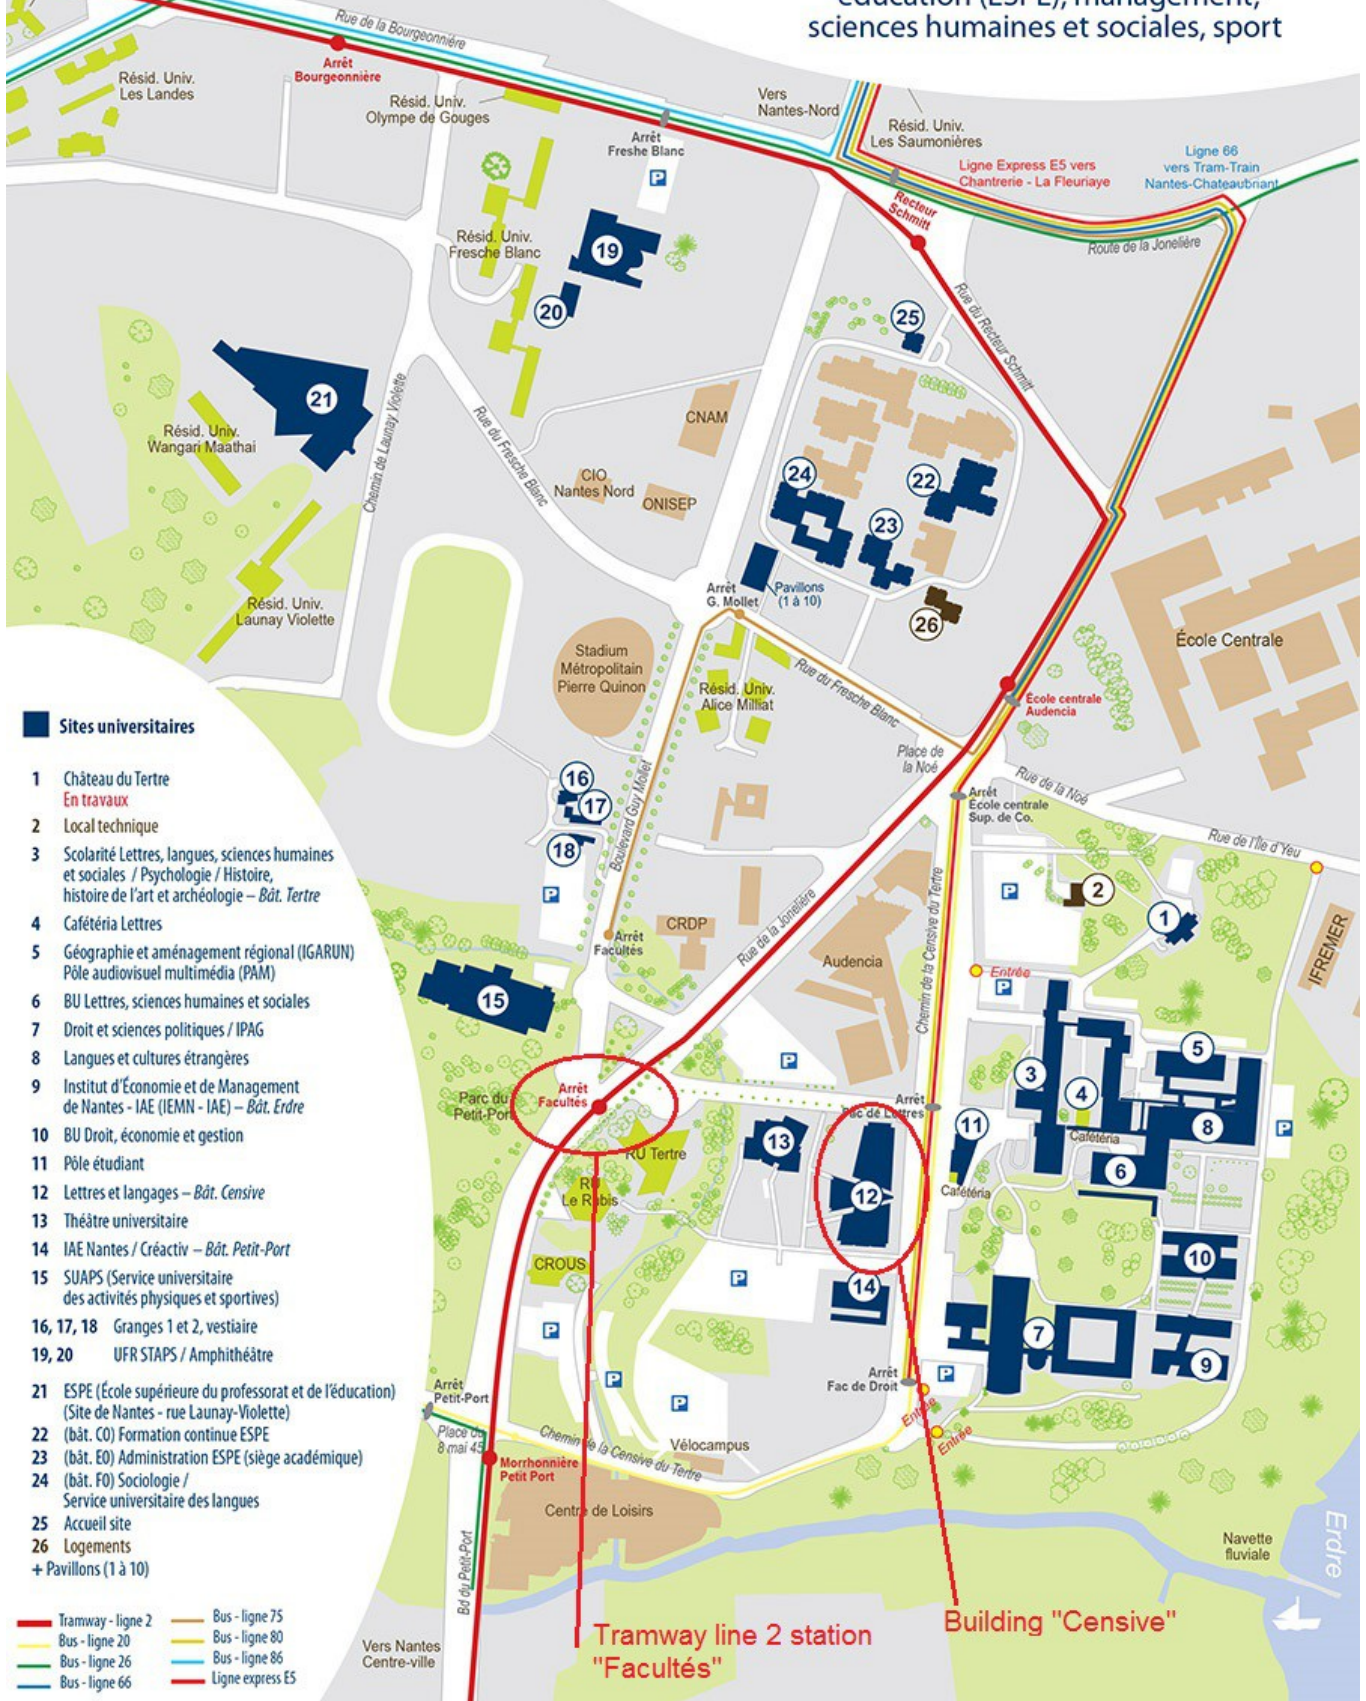 éducation (ESPE), management,
sciences humaines et sociales, sport
Rue de la Bourgeonnière
Arrêt
Bourgeonnière
Résid. Univ.
Les Landes
Résid. Univ.
Olympe de Gouges
Arrêt
Freshe Blanc
P
Vers
Nantes-Nord
Résid. Univ.
Les Saumonières
Ligne Express E5 vers
Chantrerie - La Fleuriaye
Ligne 66
vers Tram-Train
Nantes-Chateaubriant
Recteur
Schmitt
Route de la Jonelière
Résid. Univ.
Fresche Blanc
19
20
25
Rue du Recteur Schmitt
21
Résid. Univ.
Wangari Maathai
Chemin de Launay Violette
Rue du Fresche Blanc
CNAM
CIO
Nantes Nord
ONISEP
24
22
23
Arrêt
G. Mollet
Pavillons
(1 à 10)
26
Résid. Univ.
Launay Violette
École Centrale
Stadium
Métropolitain
Pierre Quinon
Résid. Univ.
Alice Milliat
Rue du Fresche Blanc
École centrale
Audencia
Place de
la Noé
Rue de la Noé
Arrêt
École centrale
Sup. de Co.
Rue de l'île d'Yeu
16
17
18
P
Boulevard Guy Mollet
Arrêt
Facultés
CRDP
Rue de la Jonelière
Audencia
Chemin de la Censive du Tertre
P
2
1
Entrée
P
IFREMER
15
Parc du
Petit-Port
Arrêt
Facultés
P
Arrêt
Fac de Lettres
3
4
5
Cafétéria
8
6
P
11
Cafétéria
RU Tertre
RU
Le Rubis
13
12
CROUS
P
14
10
P
7
9
P
P
P
Arrêt
Fac de Droit
Entrée
Entrée
Arrêt
Petit-Port
Place du
8 mai 45
Morrhonnière
Petit Port
Chemin de la Censive du Tertre
Vélocampus
Centre de Loisirs
Bd du Petit-Port
Vers Nantes
Centre-ville
Navette
fluviale
Erdre
Tramway line 2 station
"Facultés"
Building "Censive"
Sites universitaires
1 Château du Tertre
En travaux
2 Local technique
3 Scolarité Lettres, langues, sciences humaines
et sociales / Psychologie / Histoire,
histoire de l'art et archéologie – Bât. Tertre
4 Cafétéria Lettres
5 Géographie et aménagement régional (IGARUN)
Pôle audiovisuel multimédia (PAM)
6 BU Lettres, sciences humaines et sociales
7 Droit et sciences politiques / IPAG
8 Langues et cultures étrangères
9 Institut d'Économie et de Management
de Nantes - IAE (IEMN - IAE) – Bât. Erdre
10 BU Droit, économie et gestion
11 Pôle étudiant
12 Lettres et langages – Bât. Censive
13 Théâtre universitaire
14 IAE Nantes / Créactiv – Bât. Petit-Port
15 SUAPS (Service universitaire
des activités physiques et sportives)
16, 17, 18 Granges 1 et 2, vestiaire
19, 20 UFR STAPS / Amphithéâtre
21 ESPE (École supérieure du professorat et de l'éducation)
(Site de Nantes - rue Launay-Violette)
22 (bât. C0) Formation continue ESPE
23 (bât. E0) Administration ESPE (siège académique)
24 (bât. F0) Sociologie /
Service universitaire des langues
25 Accueil site
26 Logements
+ Pavillons (1 à 10)
Tramway - ligne 2
Bus - ligne 20
Bus - ligne 26
Bus - ligne 66
Bus - ligne 75
Bus - ligne 80
Bus - ligne 86
Ligne express E5